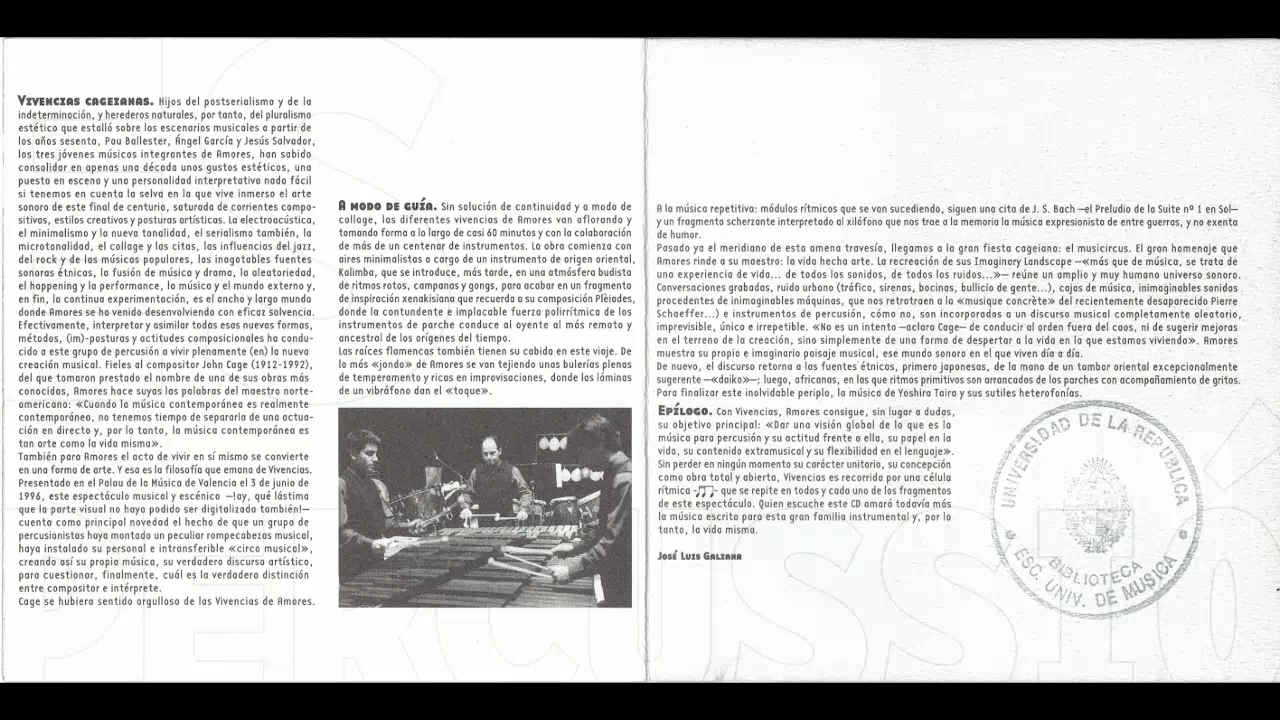 VIVENCIAS CAGEIANAS. Hijos del postserialismo y de la
indeterminación, y herederos naturales, por tanto, del pluralismo
estético que estalló sobre los escenarios musicales a partir de
los años sesenta, Pau Ballester, Ángel García y Jesús Salvador,
los tres jóvenes músicos integrantes de Amores, han sabido
consolidar en apenas una década unos gustos estéticos, una
puesta en escena y una personalidad interpretativa nada fácil
si tenemos en cuenta la selva en la que vive inmerso el arte
sonoro de este final de centuria, saturada de corrientes compo-
sitivas, estilos creativos y posturas artísticas. La electroacústica,
el minimalismo y la nueva tonalidad, el serialismo también, la
microtonalidad, el collage y las citas, las influencias del jazz,
del rock y de las músicas populares, las inagotables fuentes
sonoras étnicas, la fusión de música y drama, la aleatoriedad,
el happening y la performance, la música y el mundo externo y,
en fin, la continua experimentación, es el ancho y largo mundo
donde Amores se ha venido desenvolviendo con eficaz solvencia.
Efectivamente, interpretar y asimilar todas esas nuevas formas,
métodos, (im)-posturas y actitudes composicionales ha condu-
cido a este grupo de percusión a vivir plenamente (en) la nueva
creación musical. Fieles al compositor John Cage (1912-1992),
del que tomaron prestado el nombre de una de sus obras más
conocidas, Amores hace suyas las palabras del maestro norte-
americano: «Cuando la música contemporánea es realmente
contemporánea, no tenemos tiempo de separarla de una actua-
ción en directo y, por lo tanto, la música contemporánea es
tan arte como la vida misma».
También para Amores el acto de vivir en sí mismo se convierte
en una forma de arte. Y esa es la filosofía que emana de Vivencias.
Presentado en el Palau de la Música de Valencia el 3 de junio de
1996, este espectáculo musical y escénico —!ay, qué lástima
que la parte visual no haya podido ser digitalizada también!—
cuenta como principal novedad el hecho de que un grupo de
percusionistas haya montado un peculiar rompecabezas musical,
haya instalado su personal e intransferible «circo musical»,
creando así su propia música, su verdadero discurso artístico,
para cuestionar, finalmente, cuál es la verdadera distinción
entre compositor e intérprete.
Cage se hubiera sentido orgulloso de las Vivencias de Amores.
A MODO DE GUÍA. Sin solución de continuidad y a modo de
collage, las diferentes vivencias de Amores van aflorando y
tomando forma a lo largo de casi 60 minutos y con la colaboración
de más de un centenar de instrumentos. La obra comienza con
aires minimalistas a cargo de un instrumento de origen oriental,
Kalimba, que se introduce, más tarde, en una atmósfera budista
de ritmos rotos, campanas y gongs, para acabar en un fragmento
de inspiración xenakisiana que recuerda a su composición Plèiades,
donde la contundente e implacable fuerza polirrítmica de los
instrumentos de parche conduce al oyente al más remoto y
ancestral de los orígenes del tiempo.
Las raíces flamencas también tienen su cabida en este viaje. De
lo más «jondo» de Amores se van tejiendo unas bulerías plenas
de temperamento y ricas en improvisaciones, donde las láminas
de un vibráfono dan el «toque».
A la música repetitiva: módulos rítmicos que se van sucediendo, siguen una cita de J. S. Bach —el Preludio de la Suite nº 1 en Sol—
y un fragmento scherzante interpretado al xilófono que nos trae a la memoria la música expresionista de entre guerras, y no exenta
de humor.
Pasado ya el meridiano de esta amena travesía, llegamos a la gran fiesta cageiana: el musicircus. El gran homenaje que
Amores rinde a su maestro: la vida hecha arte. La recreación de sus Imaginary Landscape —«más que de música, se trata de
una experiencia de vida... de todos los sonidos, de todos los ruidos...»— reúne un amplio y muy humano universo sonoro.
Conversaciones grabadas, ruido urbano (tráfico, sirenas, bocinas, bullicio de gente...), cajas de música, inimaginables sonidos
procedentes de inimaginables máquinas, que nos retrotraen a la «musique concrète» del recientemente desaparecido Pierre
Schaeffer...) e instrumentos de percusión, cómo no, son incorporados a un discurso musical completamente aleatorio,
imprevisible, único e irrepetible. «No es un intento —aclara Cage— de conducir al orden fuera del caos, ni de sugerir mejoras
en el terreno de la creación, sino simplemente de una forma de despertar a la vida en la que estamos viviendo». Amores
muestra su propio e imaginario paisaje musical, ese mundo sonoro en el que viven día a día.
De nuevo, el discurso retorna a las fuentes étnicas, primero japonesas, de la mano de un tambor oriental excepcionalmente
sugerente —«daiko»—; luego, africanas, en las que ritmos primitivos son arrancados de los parches con acompañamiento de gritos.
Para finalizar este inolvidable periplo, la música de Yoshira Taira y sus sutiles heterofonías.
EPÍLOGO. Con Vivencias, Amores consigue, sin lugar a dudas,
su objetivo principal: «Dar una visión global de lo que es la
música para percusión y su actitud frente a ella, su papel en la
vida, su contenido extramusical y su flexibilidad en el lenguaje».
Sin perder en ningún momento su carácter unitario, su concepción
como obra total y abierta, Vivencias es recorrida por una célula
rítmica -♫♩- que se repite en todos y cada uno de los fragmentos
de este espectáculo. Quien escuche este CD amará todavía más
la música escrita para esta gran familia instrumental y, por lo
tanto, la vida misma.
JOSÉ LUIS GALIANA
UNIVERSIDAD DE LA REPUBLICA
BIBLIOTECA
ESC. UNIV. DE MUSICA
PERCUSSIÓ